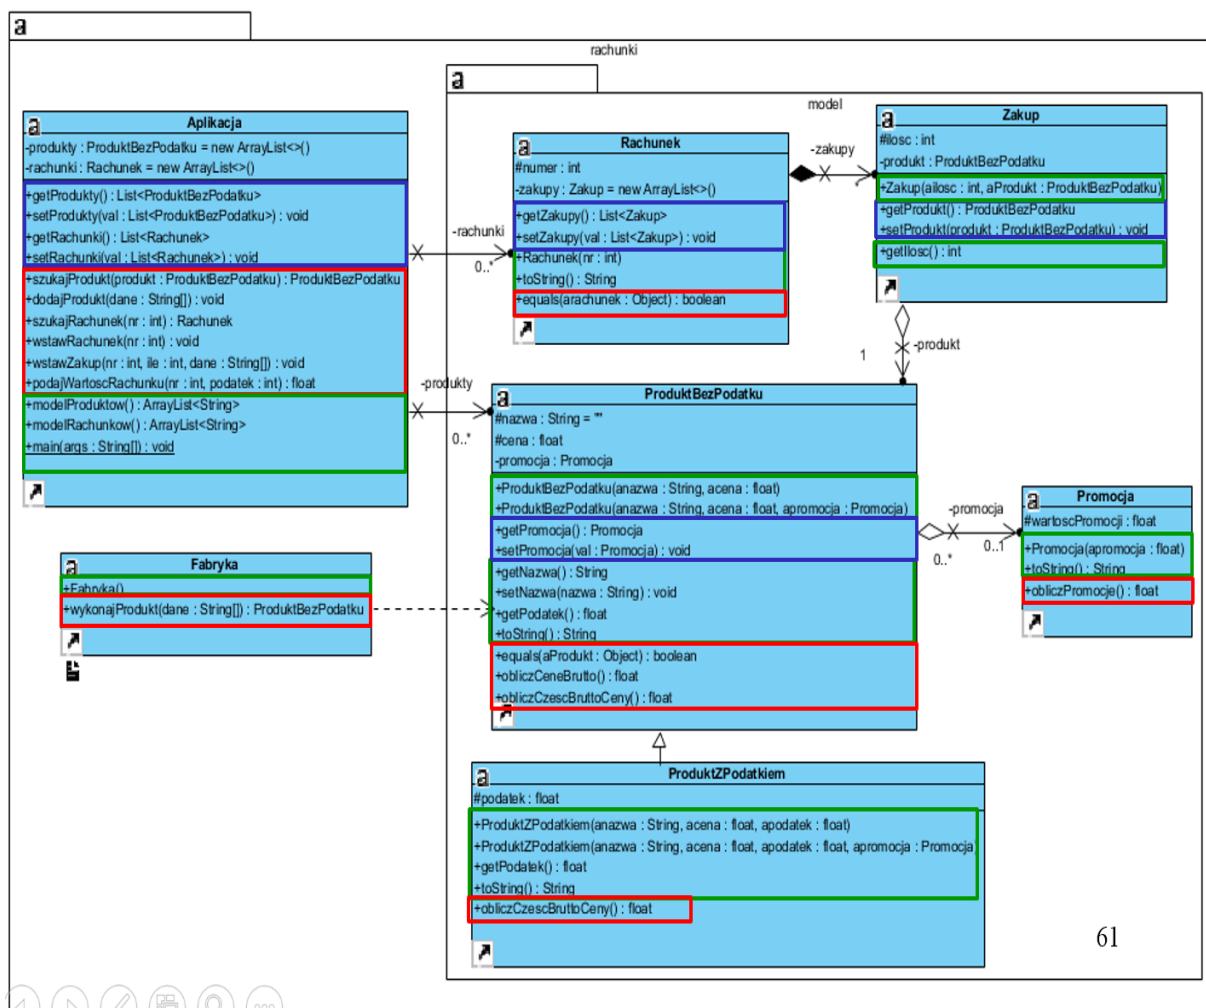 a
rachunki
a
model
a
Aplikacja
-produkty : ProduktBezPodatku = new ArrayList<>()
-rachunki : Rachunek = new ArrayList<>()
+getProdukty() : List<ProduktBezPodatku>
+setProdukty(val : List<ProduktBezPodatku>) : void
+getRachunki() : List<Rachunek>
+setRachunki(val : List<Rachunek>) : void
+szukajProdukt(produkt : ProduktBezPodatku) : ProduktBezPodatku
+dodajProdukt(dane : String[]) : void
+szukajRachunek(nr : int) : Rachunek
+wstawRachunek(nr : int) : void
+wstawZakup(nr : int, ile : int, dane : String[]) : void
+podajWartoscRachunku(nr : int, podatek : int) : float
+modelProduktow() : ArrayList<String>
+modelRachunkow() : ArrayList<String>
+main(args : String[]) : void
-rachunki
0..*
-produkty
0..*
a
Rachunek
#numer : int
-zakupy : Zakup = new ArrayList<>()
+getZakupy() : List<Zakup>
+setZakupy(val : List<Zakup>) : void
+Rachunek(nr : int)
+toString() : String
+equals(arachunek : Object) : boolean
-zakupy
a
Zakup
#ilosc : int
-produkt : ProduktBezPodatku
+Zakup(ailosc : int, aProdukt : ProduktBezPodatku)
+getProdukt() : ProduktBezPodatku
+setProdukt(produkt : ProduktBezPodatku) : void
+getIlosc() : int
1
-produkt
a
ProduktBezPodatku
#nazwa : String = ""
#cena : float
-promocja : Promocja
+ProduktBezPodatku(anazwa : String, acena : float)
+ProduktBezPodatku(anazwa : String, acena : float, apromocja : Promocja)
+getPromocja() : Promocja
+setPromocja(val : Promocja) : void
+getNazwa() : String
+setNazwa(nazwa : String) : void
+getPodatek() : float
+toString() : String
+equals(aProdukt : Object) : boolean
+obliczCeneBrutto() : float
+obliczCzescBruttoCeny() : float
-promocja
0..*
0..1
a
Promocja
#wartoscPromocji : float
+Promocja(apromocja : float)
+toString() : String
+obliczPromocje() : float
a
Fabryka
+Fabryka()
+wykonajProdukt(dane : String[]) : ProduktBezPodatku
a
ProduktZPodatkiem
#podatek : float
+ProduktZPodatkiem(anazwa : String, acena : float, apodatek : float)
+ProduktZPodatkiem(anazwa : String, acena : float, apodatek : float, apromocja : Promocja
+getPodatek() : float
+toString() : String
+obliczCzescBruttoCeny() : float
61